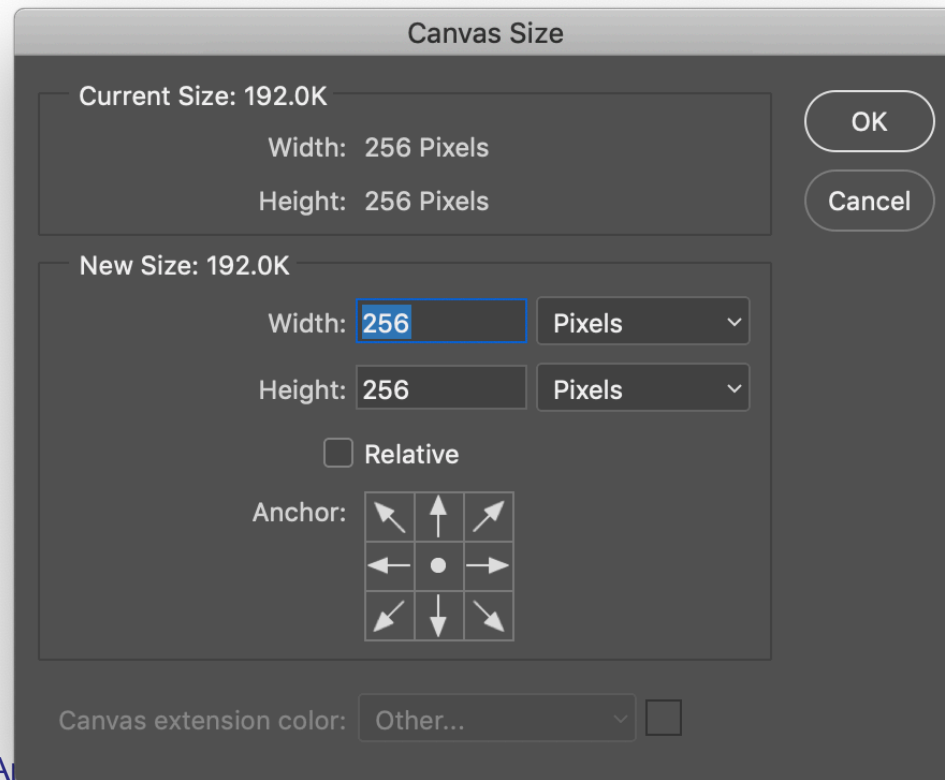 Canvas Size
Current Size: 192.0K
OK
Width: 256 Pixels
Height: 256 Pixels
Cancel
New Size: 192.0K
Width: 256 Pixels
Height: 256 Pixels
Relative
Anchor:
Canvas extension color: Other...